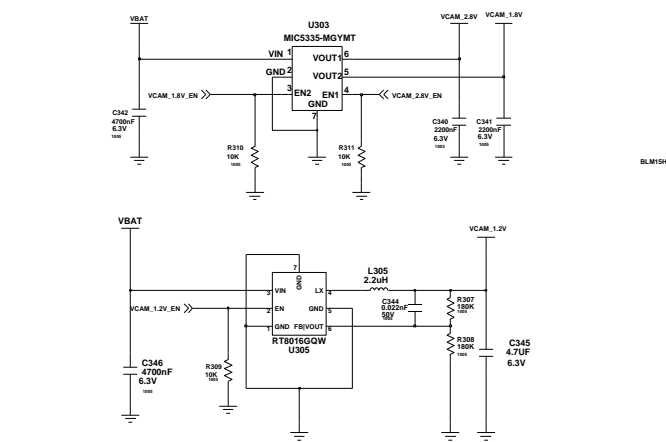 VBAT
U303
MIC5335-MGYMT
VCAM_2.8V
VCAM_1.8V
VIN 1
6
VOUT1
GND 2
VOUT2 5
VCAM_1.8V_EN
3
EN2
EN1
4
VCAM_2.8V_EN
GND
7
C342
4700nF
6.3V
1005
R310
10K
1005
R311
10K
1005
C340
2200nF
6.3V
1005
C341
2200nF
6.3V
1005
BLM15H
VBAT
VCAM_1.2V
7
GND
L305
2.2uH
3
VIN
LX
4
VCAM_1.2V_EN
2
EN
GND
5
1
GND
FB|VOUT
6
RT8016GQW
U305
C344
0.022nF
50V
R307
180K
1005
R308
180K
1005
C345
4.7UF
6.3V
C346
4700nF
6.3V
1005
R309
10K
1005